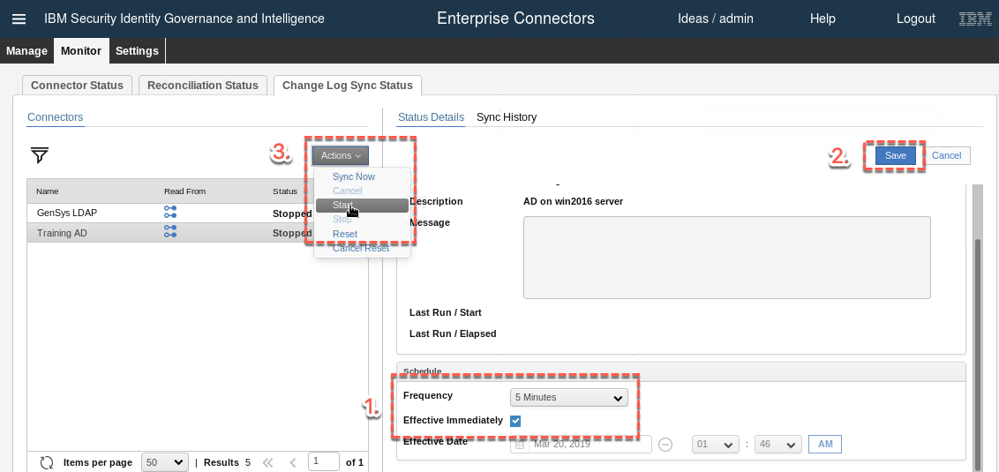 IBM Security Identity Governance and Intelligence Enterprise Connectors Ideas / admin Help Logout IBM
Manage Monitor Settings
Connector Status Reconciliation Status Change Log Sync Status
Connectors
3.
Actions
Sync Now
Cancel
Start
Stop
Reset
Cancel Reset
Name Read From Status
GenSys LDAP Stopped
Training AD Stopped
Items per page 50 | Results 5 1 of 1
Status Details Sync History
2. Save Cancel
Description AD on win2016 server
Message
Last Run / Start
Last Run / Elapsed
Schedule
1.
Frequency 5 Minutes
Effective Immediately
Effective Date Mar 20, 2019 01 : 46 AM